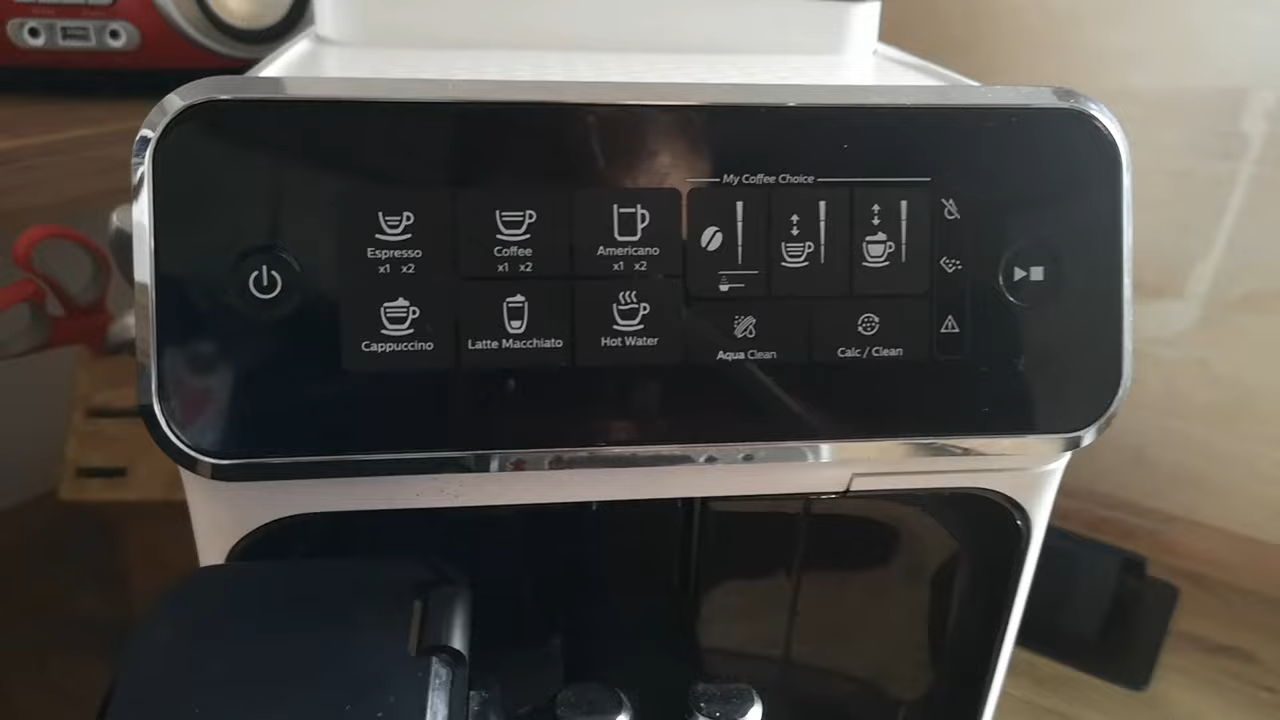 My Coffee Choice
Espresso
x1 x2
Coffee
x1 x2
Americano
x1 x2
Cappuccino
Latte Macchiato
Hot Water
Aqua Clean
Calc / Clean